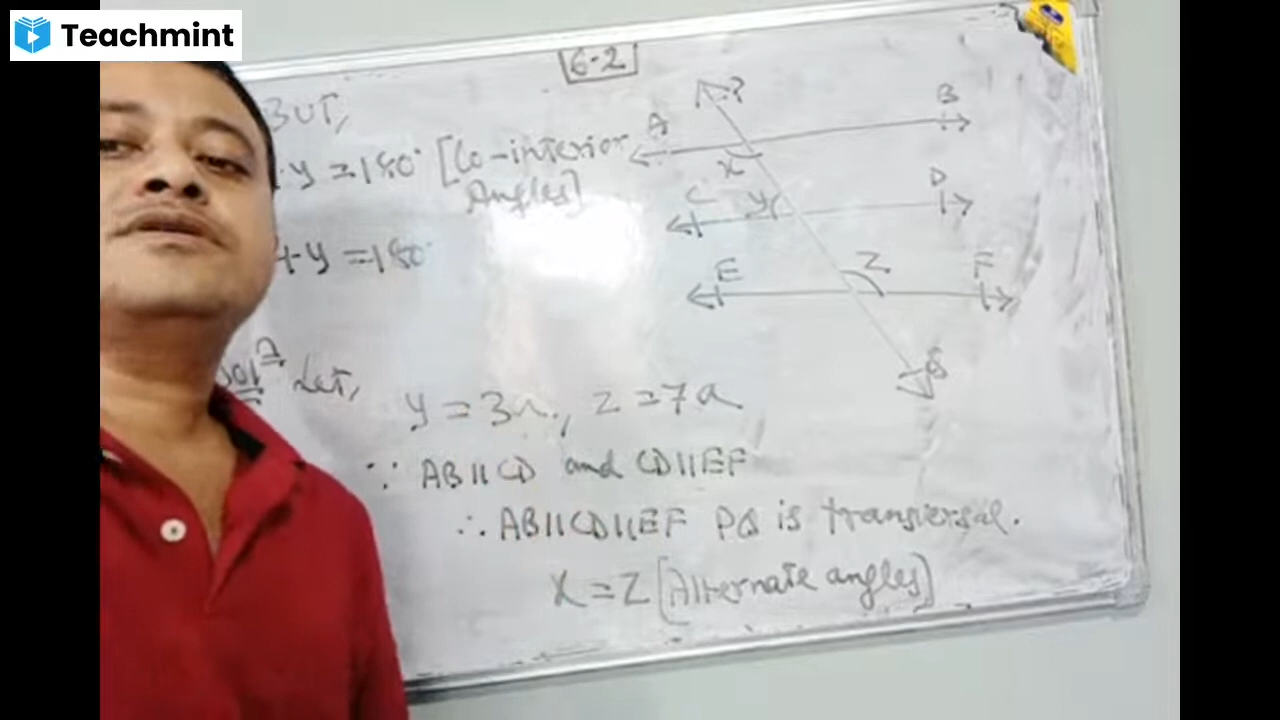 Teachmint
6.2
BUT,
y = 180° [Co-interior
Angles]
+ y = 180°
P
A
B
x
C
D
y
E
F
z
Q
Let,
y = 3a, z = 7a
∵ AB||CD and CD||EF
∴ AB||CD||EF PQ is transversal.
x = z [Alternate angles]